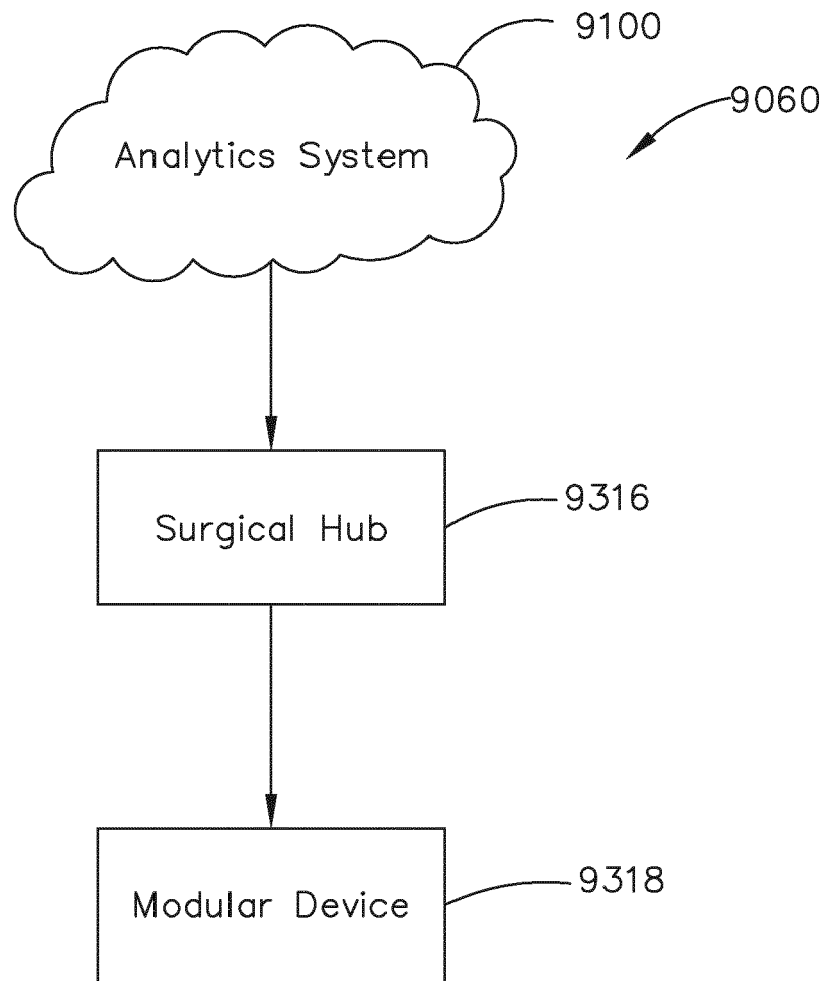 9100
9060
Analytics System
Surgical Hub
9316
Modular Device
9318